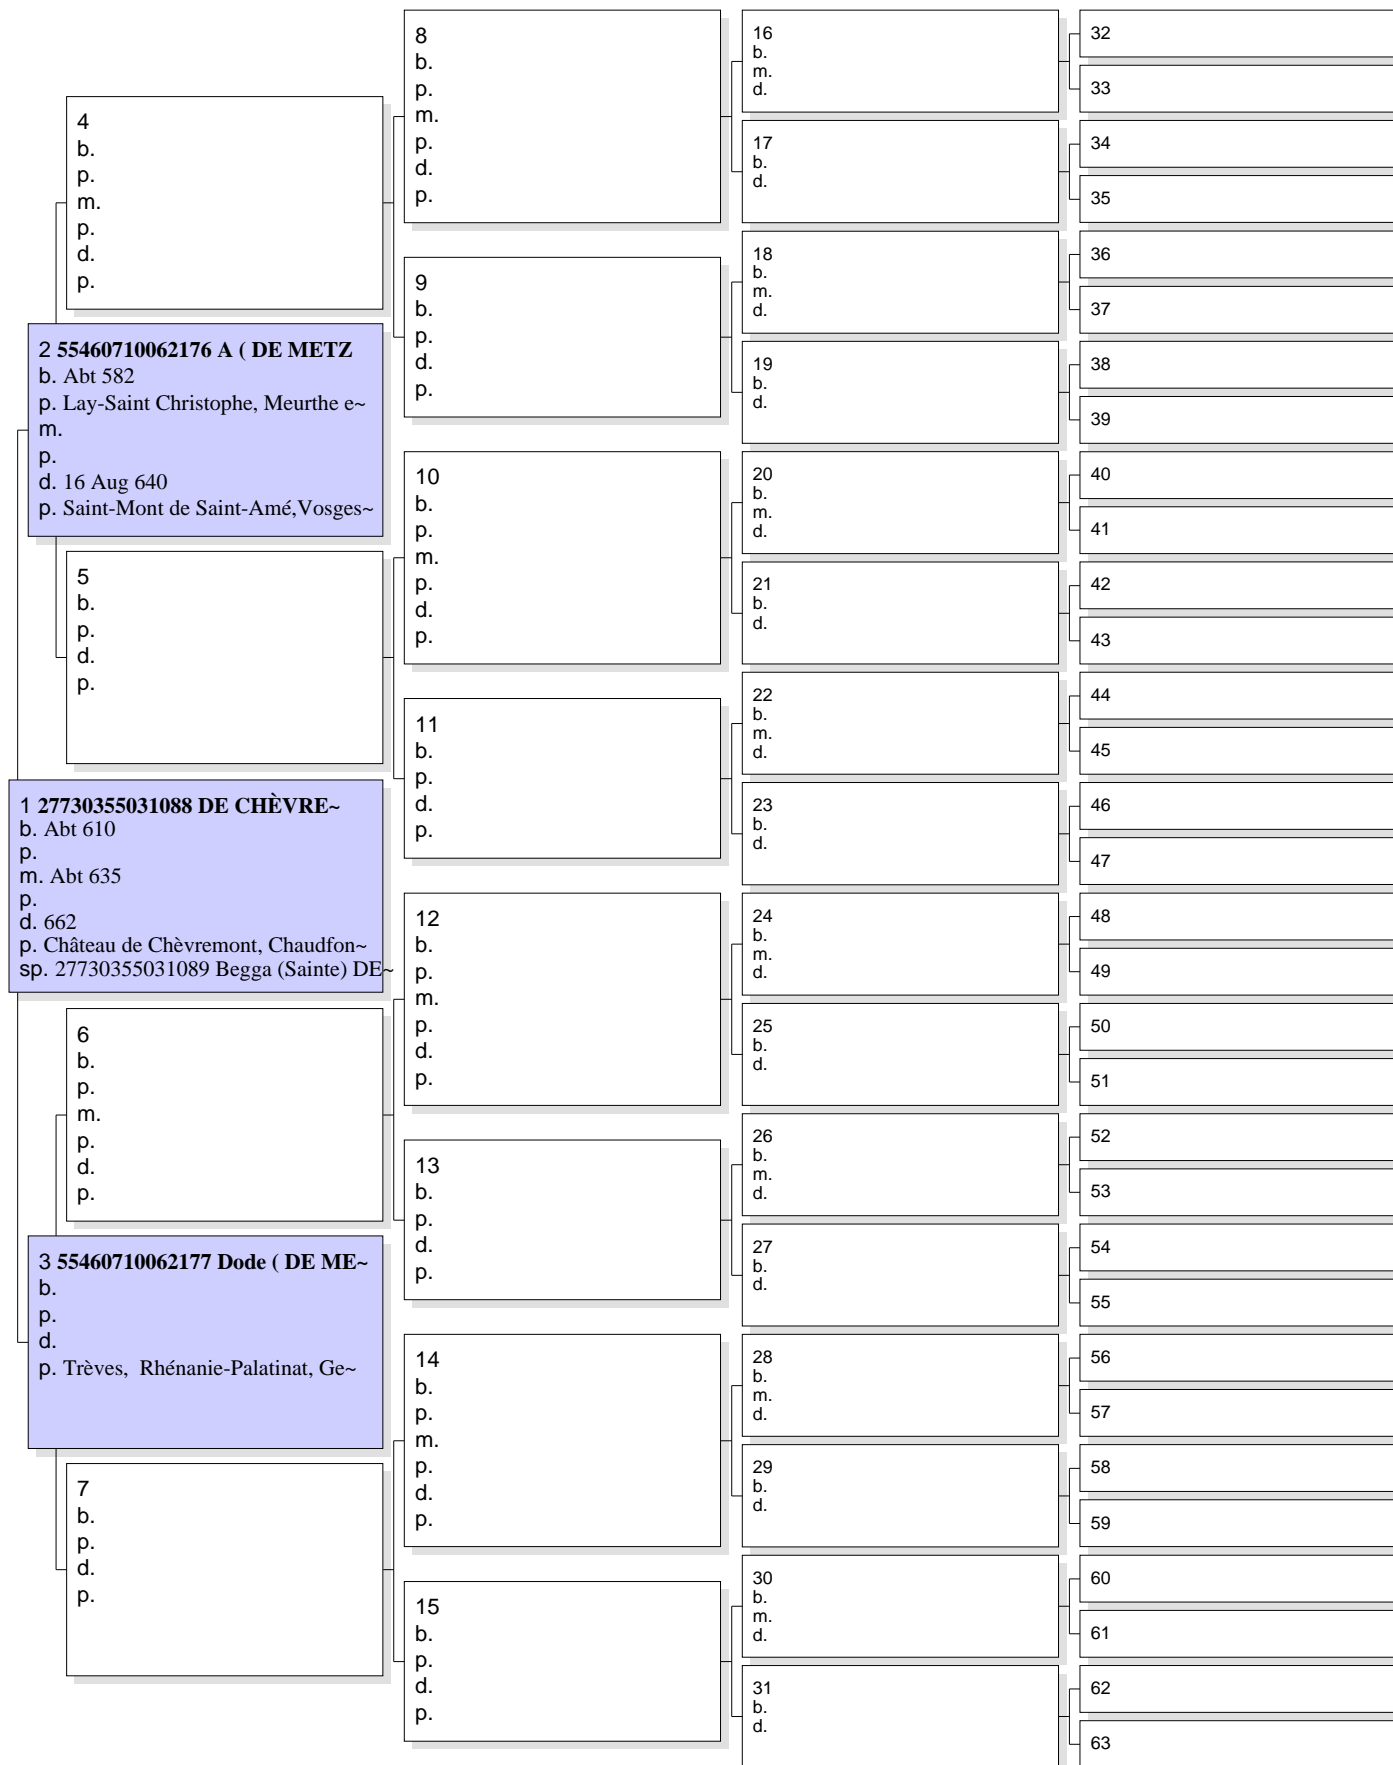 1 27730355031088 DE CHÈVRE~
b. Abt 610
p.
m. Abt 635
p.
d. 662
p. Château de Chèvremont, Chaudfon~
sp. 27730355031089 Begga (Sainte) DE~
2 55460710062176 A ( DE METZ
b. Abt 582
p. Lay-Saint Christophe, Meurthe e~
m.
p.
d. 16 Aug 640
p. Saint-Mont de Saint-Amé,Vosges~
3 55460710062177 Dode ( DE ME~
b.
p.
d.
p. Trèves, Rhénanie-Palatinat, Ge~
4
b.
p.
m.
p.
d.
p.
5
b.
p.
d.
p.
6
b.
p.
m.
p.
d.
p.
7
b.
p.
d.
p.
8
b.
p.
m.
p.
d.
p.
9
b.
p.
d.
p.
10
b.
p.
m.
p.
d.
p.
11
b.
p.
d.
p.
12
b.
p.
m.
p.
d.
p.
13
b.
p.
d.
p.
14
b.
p.
m.
p.
d.
p.
15
b.
p.
d.
p.
16
b.
m.
d.
17
b.
d.
18
b.
m.
d.
19
b.
d.
20
b.
m.
d.
21
b.
d.
22
b.
m.
d.
23
b.
d.
24
b.
m.
d.
25
b.
d.
26
b.
m.
d.
27
b.
d.
28
b.
m.
d.
29
b.
d.
30
b.
m.
d.
31
b.
d.
32
33
34
35
36
37
38
39
40
41
42
43
44
45
46
47
48
49
50
51
52
53
54
55
56
57
58
59
60
61
62
63